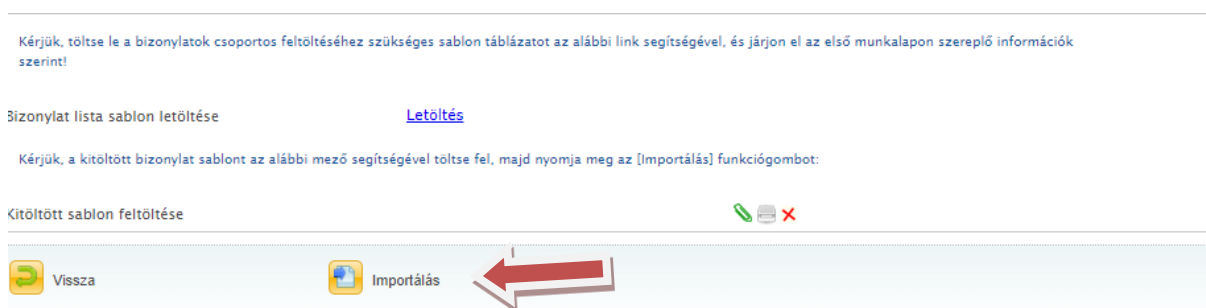 Kérjük, töltse le a bizonylatok csoportos feltöltéséhez szükséges sablon táblázatot az alábbi link segítségével, és járjon el az első munkalapon szereplő információk
szerint!
Bizonylat lista sablon letöltése Letöltés
Kérjük, a kitöltött bizonylat sablont az alábbi mező segítségével töltse fel, majd nyomja meg az [Importálás] funkciógombot:
Kitöltött sablon feltöltése
Vissza Importálás